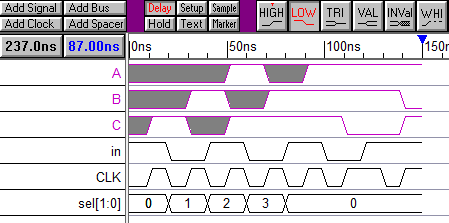 Add Signal Add Bus Delay Setup Sample HIGH LOW TRI VAL INVal WHI
Add Clock Add Spacer Hold Text Marker
237.0ns 87.00ns 0ns 50ns 100ns 150n
A
B
C
in
CLK
sel[1:0] 0 1 2 3 0